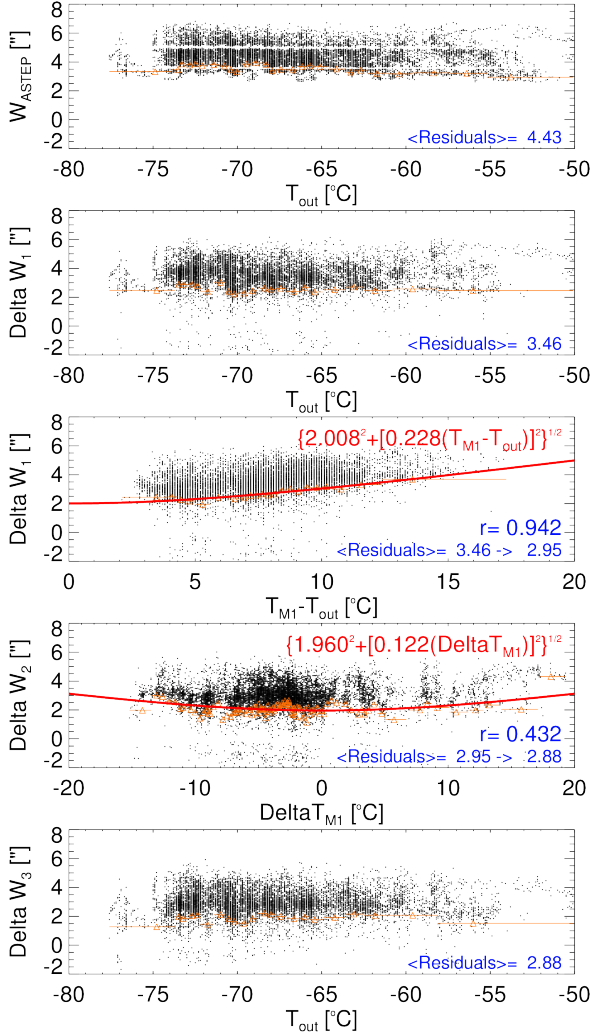 8
6
4
2
0
-2
W_ASTEP ["]
<Residuals>= 4.43
-80 -75 -70 -65 -60 -55 -50
T_out [°C]
8
6
4
2
0
-2
Delta W_1 ["]
<Residuals>= 3.46
-80 -75 -70 -65 -60 -55 -50
T_out [°C]
8
6
4
2
0
-2
Delta W_1 ["]
{2.008²+[0.228(T_M1-T_out)]²}^1/2
r= 0.942
<Residuals>= 3.46 -> 2.95
0 5 10 15 20
T_M1-T_out [°C]
8
6
4
2
0
-2
Delta W_2 ["]
{1.960²+[0.122(DeltaT_M1)]²}^1/2
r= 0.432
<Residuals>= 2.95 -> 2.88
-20 -10 0 10 20
DeltaT_M1 [°C]
8
6
4
2
0
-2
Delta W_3 ["]
<Residuals>= 2.88
-80 -75 -70 -65 -60 -55 -50
T_out [°C]